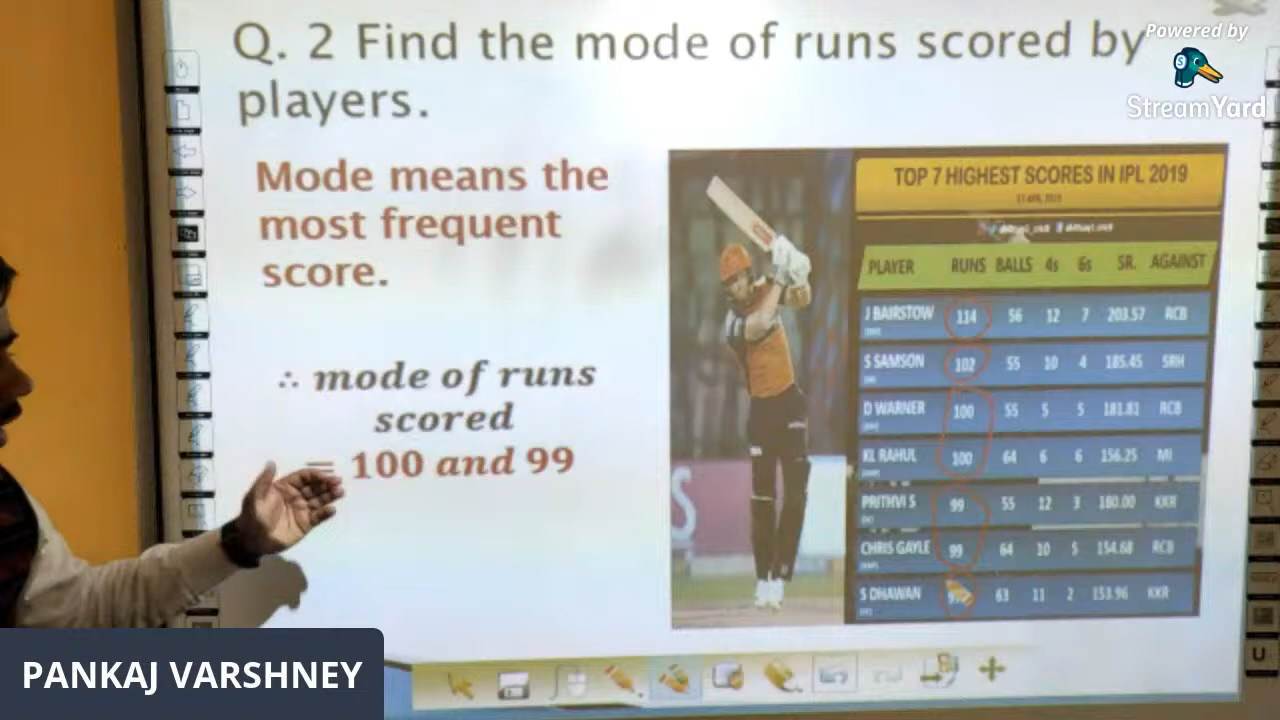 Powered by
StreamYard
Q. 2 Find the mode of runs scored by
players.
Mode means the
most frequent
score.
∴ mode of runs
scored
= 100 and 99
TOP 7 HIGHEST SCORES IN IPL 2019
PLAYER RUNS BALLS 4s 6s SR. AGAINST
J BAIRSTOW 114 56 12 7 203.57 RCB
S SAMSON 102 55 10 4 185.45 SRH
D WARNER 100 55 5 5 181.81 RCB
KL RAHUL 100 64 6 6 156.25 MI
PRITHVI S 99 55 12 3 180.00 KKR
CHRIS GAYLE 99 64 10 5 154.68 RCB
S DHAWAN 63 11 2 153.96 KKR
U
PANKAJ VARSHNEY